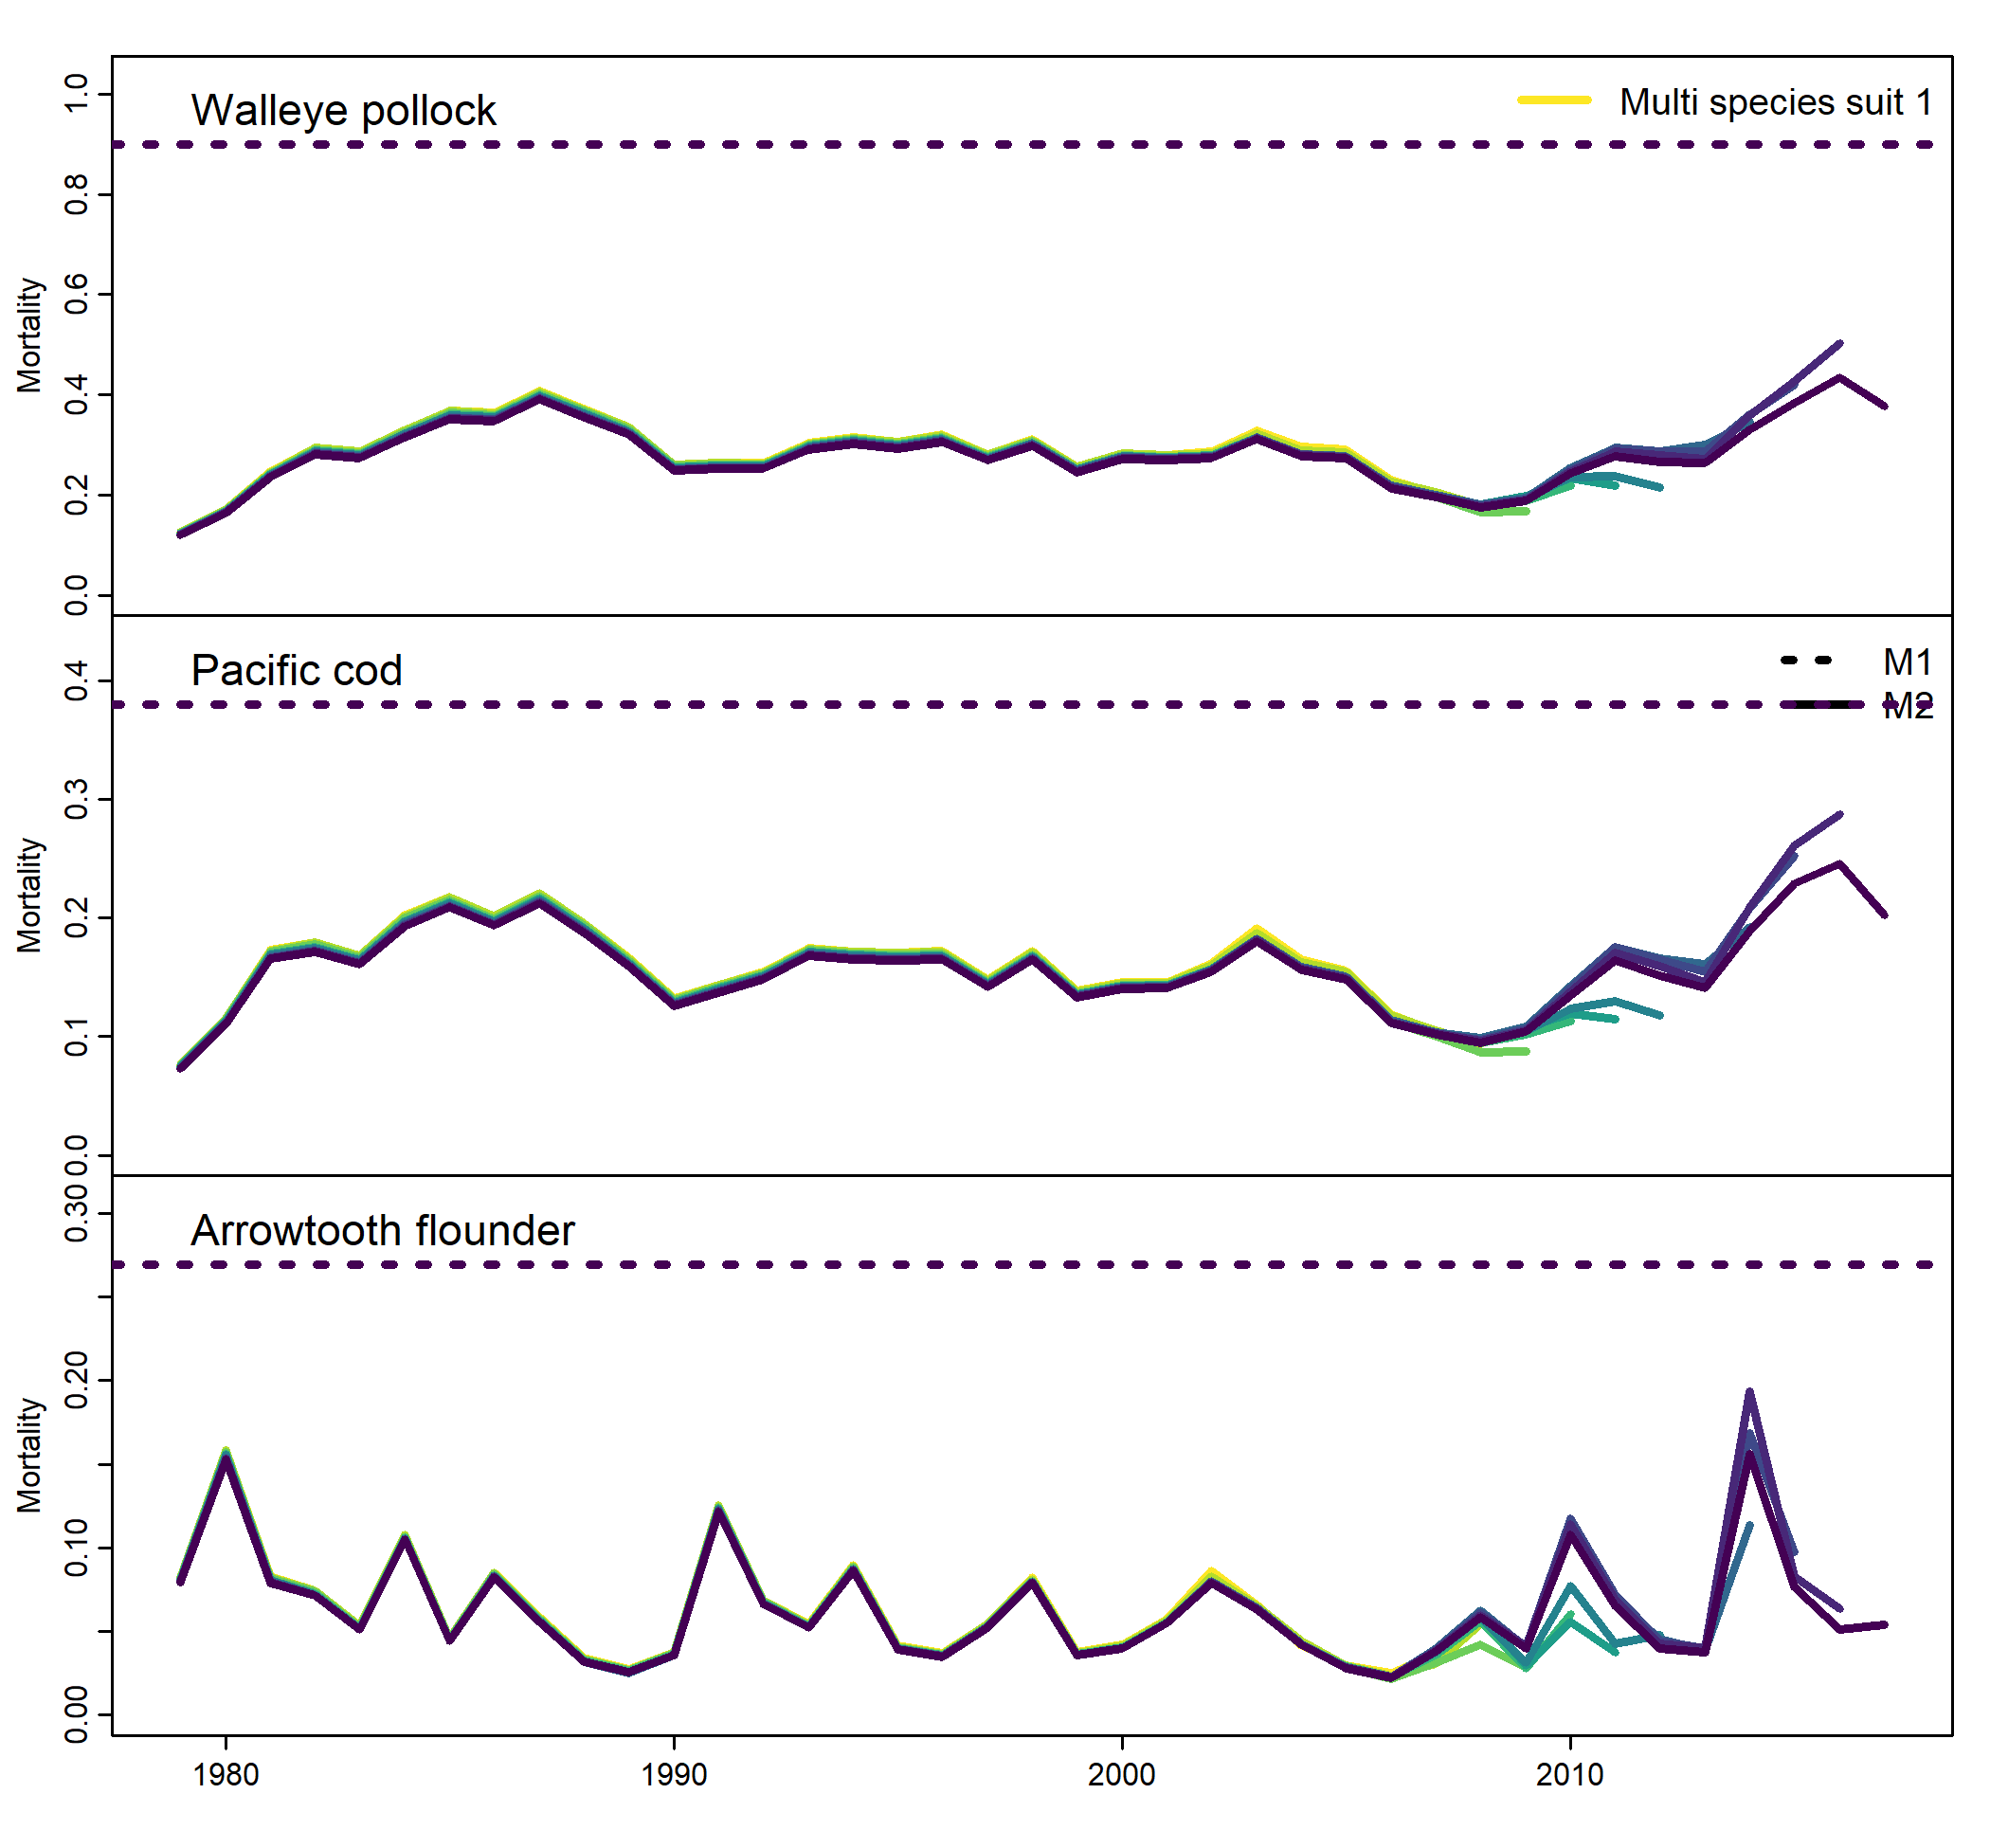 Walleye pollock
Multi species suit 1
Mortality
1.0
0.8
0.6
0.4
0.2
0.0
Pacific cod
M1
M2
Mortality
0.4
0.3
0.2
0.1
0.0
Arrowtooth flounder
Mortality
0.30
0.20
0.10
0.00
1980 1990 2000 2010